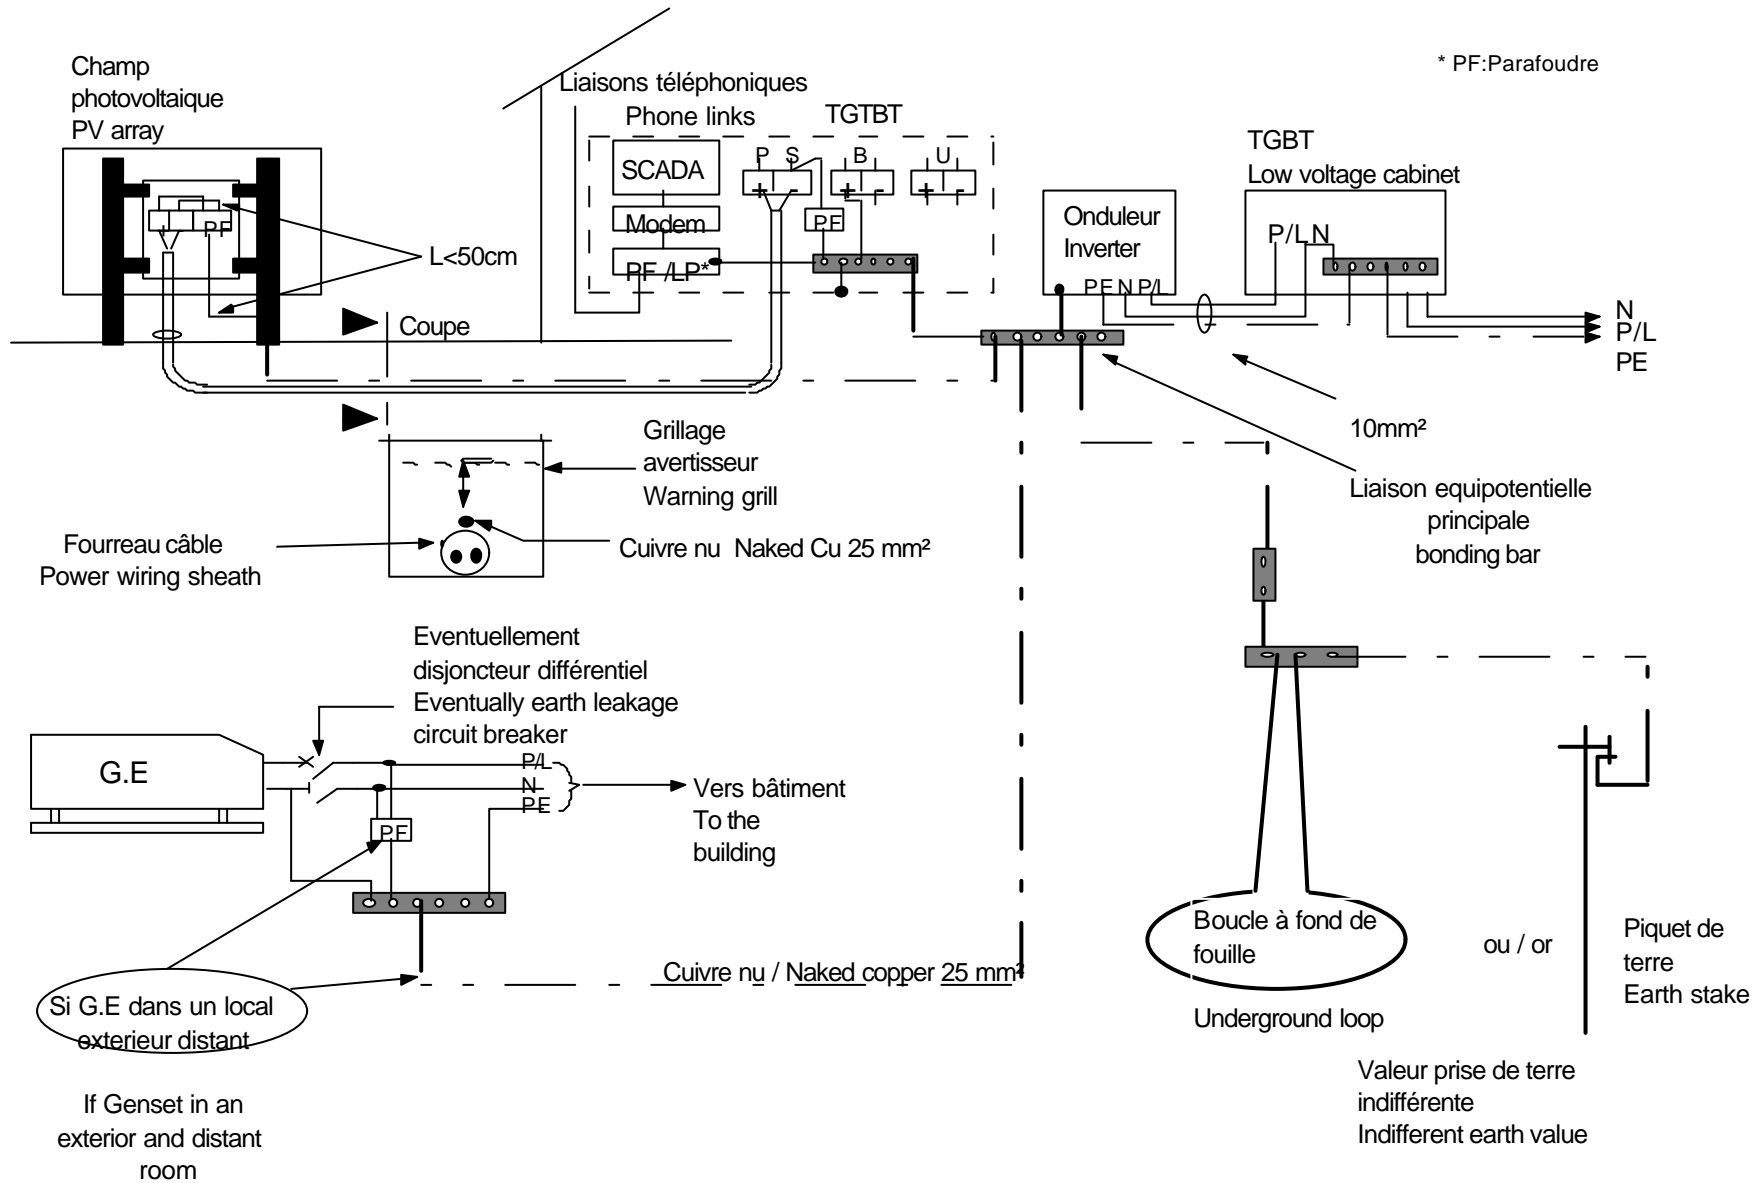 Champ
photovoltaique
PV array
Liaisons téléphoniques
Phone links
TGTBT
* PF:Parafoudre
TGBT
Low voltage cabinet
SCADA
P S
B
U
+ -
+ -
+ -
Modem
PF
PF /LP*
PF
L<50cm
Coupe
Onduleur
Inverter
PE N P/L
P/L N
N
P/L
PE
10mm²
Grillage
avertisseur
Warning grill
Liaison equipotentielle
principale
bonding bar
Fourreau câble
Power wiring sheath
Cuivre nu Naked Cu 25 mm²
Eventuellement
disjoncteur différentiel
Eventually earth leakage
circuit breaker
G.E
P/L
N
PE
PF
Vers bâtiment
To the
building
Cuivre nu / Naked copper 25 mm²
Si G.E dans un local
exterieur distant
If Genset in an
exterior and distant
room
Boucle à fond de
fouille
Underground loop
ou / or
Piquet de
terre
Earth stake
Valeur prise de terre
indifférente
Indifferent earth value